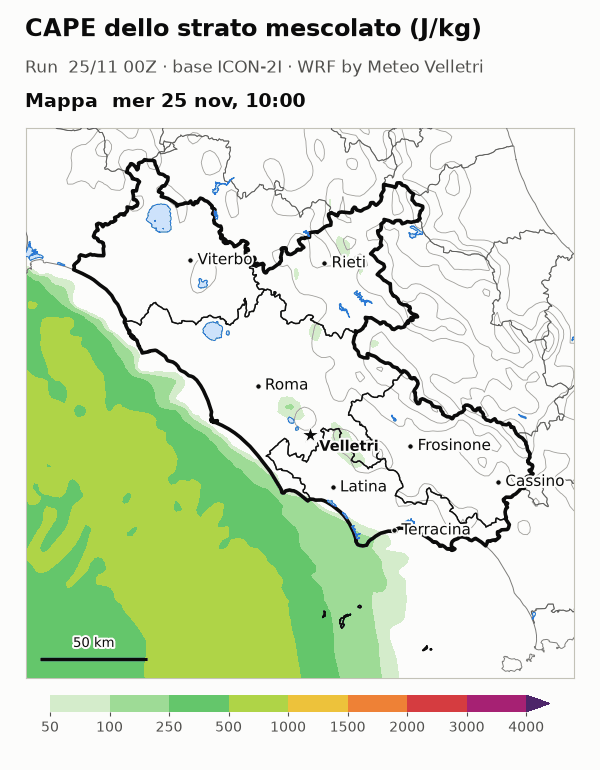 CAPE dello strato mescolato (J/kg)
Run  25/11 00Z · base ICON-2I · WRF by Meteo Velletri
Mappa  mer 25 nov, 10:00
Viterbo
Rieti
Roma
Velletri
Frosinone
Cassino
Latina
Terracina
50 km
50 100 250 500 1000 1500 2000 3000 4000